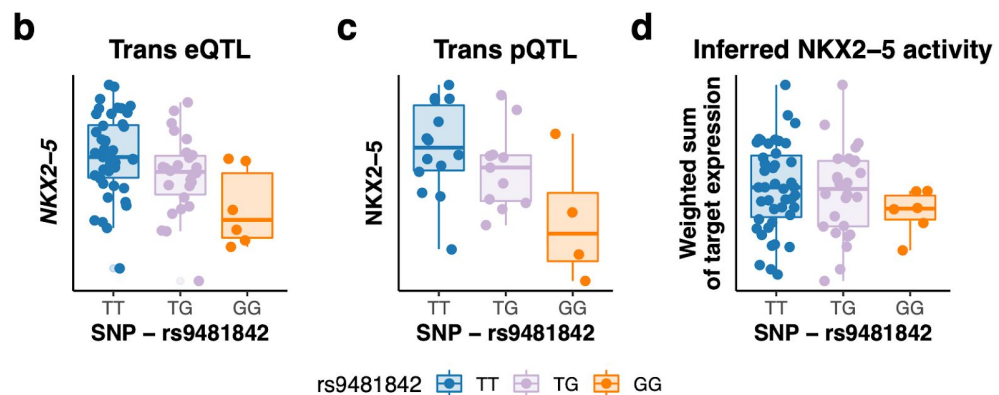 b
Trans eQTL
NKX2–5
TT TG GG
SNP – rs9481842
c
Trans pQTL
NKX2–5
TT TG GG
SNP – rs9481842
d
Inferred NKX2–5 activity
Weighted sum
of target expression
TT TG GG
SNP – rs9481842
rs9481842 TT TG GG